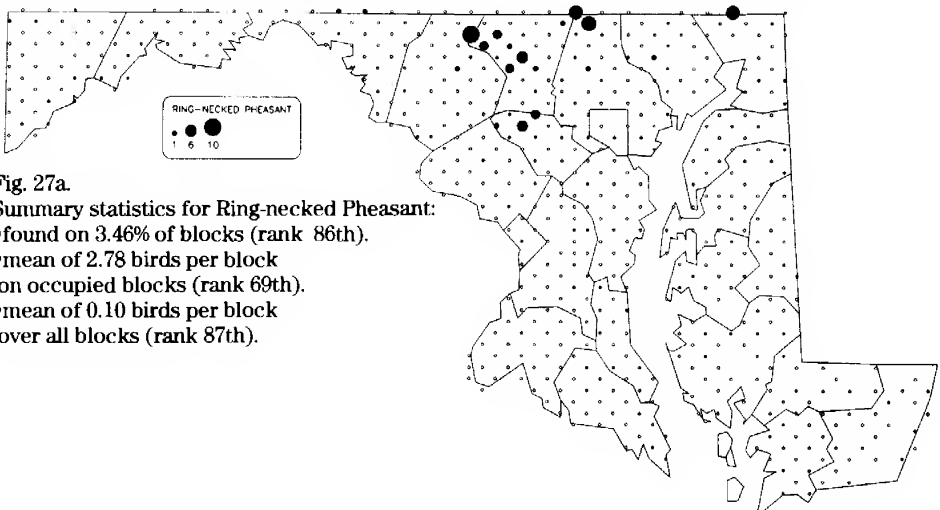 RING-NECKED PHEASANT
1 6 10
Fig. 27a.
Summary statistics for Ring-necked Pheasant:
•found on 3.46% of blocks (rank 86th).
•mean of 2.78 birds per block
on occupied blocks (rank 69th).
•mean of 0.10 birds per block
over all blocks (rank 87th).